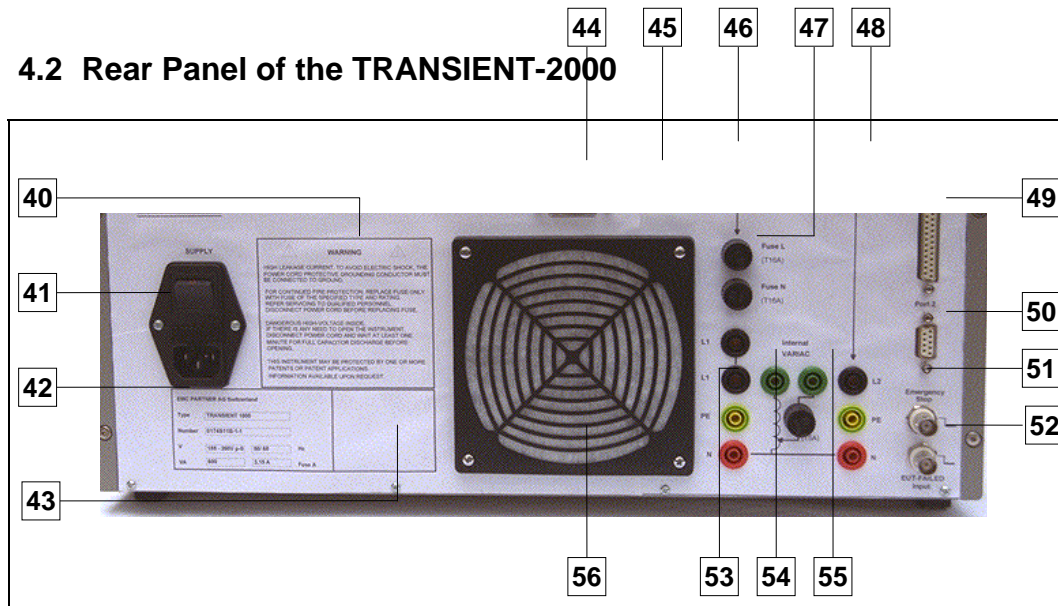 44 45 46 47 48
4.2 Rear Panel of the TRANSIENT-2000
40
49
SUPPLY
WARNING
HIGH LEAKAGE CURRENT. TO AVOID ELECTRIC SHOCK, THE
POWER CORD PROTECTIVE GROUNDING CONDUCTOR MUST
BE CONNECTED TO GROUND.
FOR CONTINUED FIRE PROTECTION, REPLACE FUSE ONLY
WITH FUSE OF THE SPECIFIED TYPE AND RATING.
REFER SERVICING TO QUALIFIED PERSONNEL.
DISCONNECT POWER CORD BEFORE REPLACING FUSE.
DANGEROUS HIGH-VOLTAGE INSIDE.
IF THERE IS ANY NEED TO OPEN THE INSTRUMENT,
DISCONNECT POWER CORD AND WAIT AT LEAST ONE
MINUTE FOR FULL CAPACITOR DISCHARGE BEFORE
OPENING.
THIS INSTRUMENT MAY BE PROTECTED BY ONE OR MORE
PATENTS OR PATENT APPLICATIONS
INFORMATION AVAILABLE UPON REQUEST.
Fuse L
(T16A)
Fuse N
(T16A)
41
Port 2
50
L1
Internal
VARIAC
51
42
L1
L2
EMC PARTNER AG Switzerland
Type TRANSIENT
Number
V Hz
VA Fuse A
PE
PE
Emergency
Stop
52
N
N
EUT-FAILED
Input
43
56
53 54 55